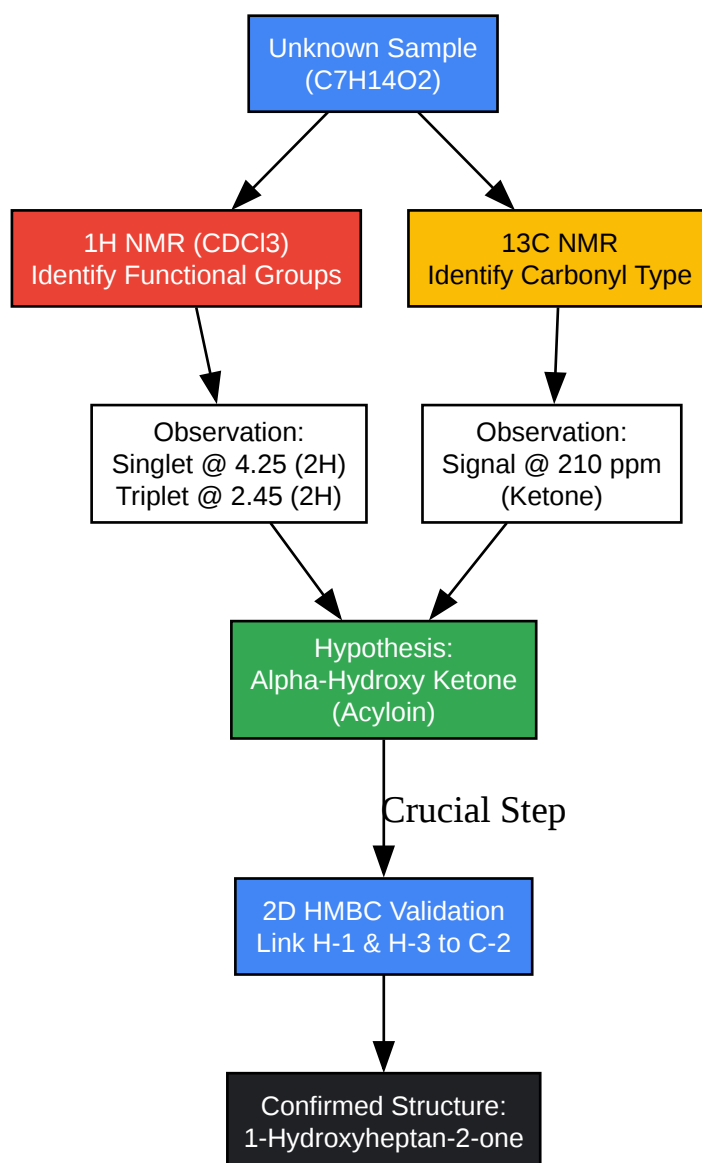 Unknown Sample
(C7H14O2)
1H NMR (CDCl3)
Identify Functional Groups
13C NMR
Identify Carbonyl Type
Observation:
Singlet @ 4.25 (2H)
Triplet @ 2.45 (2H)
Observation:
Signal @ 210 ppm
(Ketone)
Hypothesis:
Alpha-Hydroxy Ketone
(Acyloin)
Crucial Step
2D HMBC Validation
Link H-1 & H-3 to C-2
Confirmed Structure:
1-Hydroxyheptan-2-one